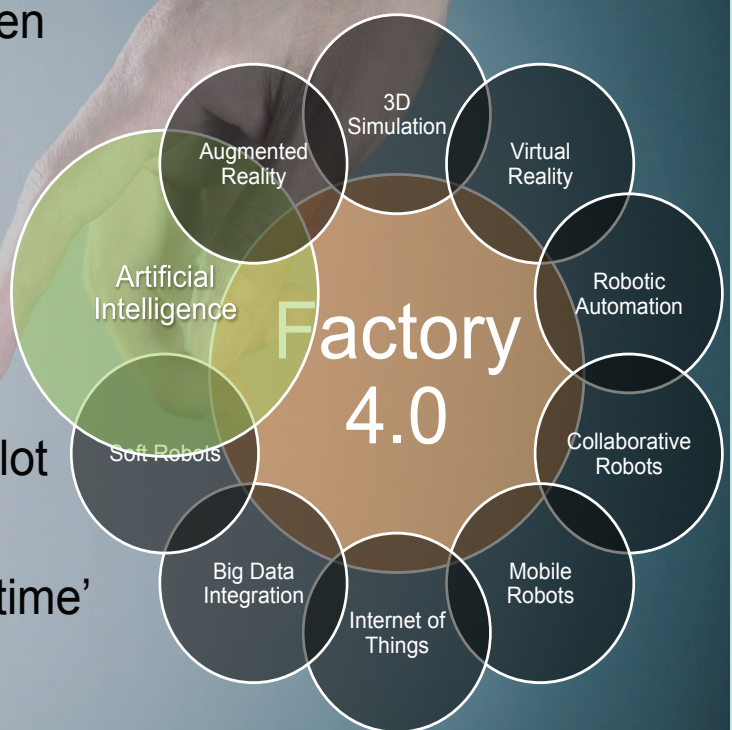 en
3D
Simulation
Augmented
Reality
Virtual
Reality
Artificial
Intelligence
Robotic
Automation
Factory
4.0
Soft Robots
lot
Collaborative
Robots
Big Data
Integration
Mobile
Robots
time’
Internet of
Things